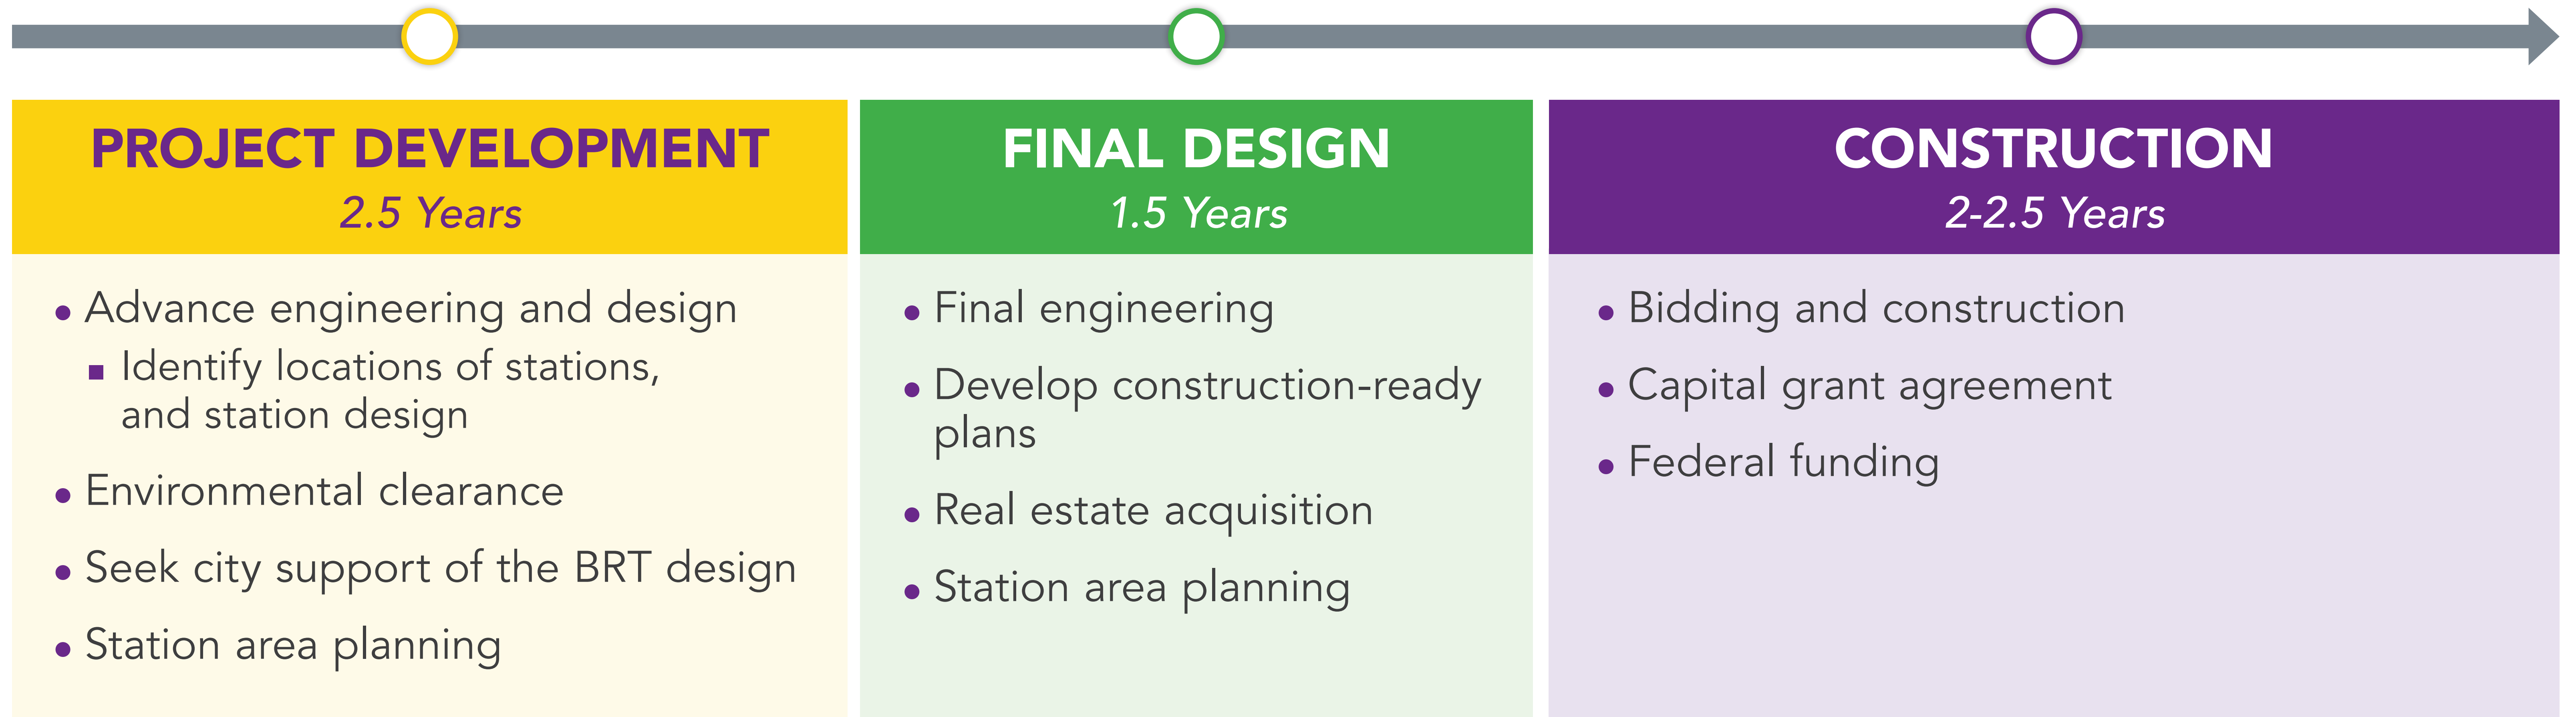 PROJECT DEVELOPMENT
2.5 Years
• Advance engineering and design
▪ Identify locations of stations,
and station design
• Environmental clearance
• Seek city support of the BRT design
• Station area planning
FINAL DESIGN
1.5 Years
• Final engineering
• Develop construction-ready
plans
• Real estate acquisition
• Station area planning
CONSTRUCTION
2-2.5 Years
• Bidding and construction
• Capital grant agreement
• Federal funding